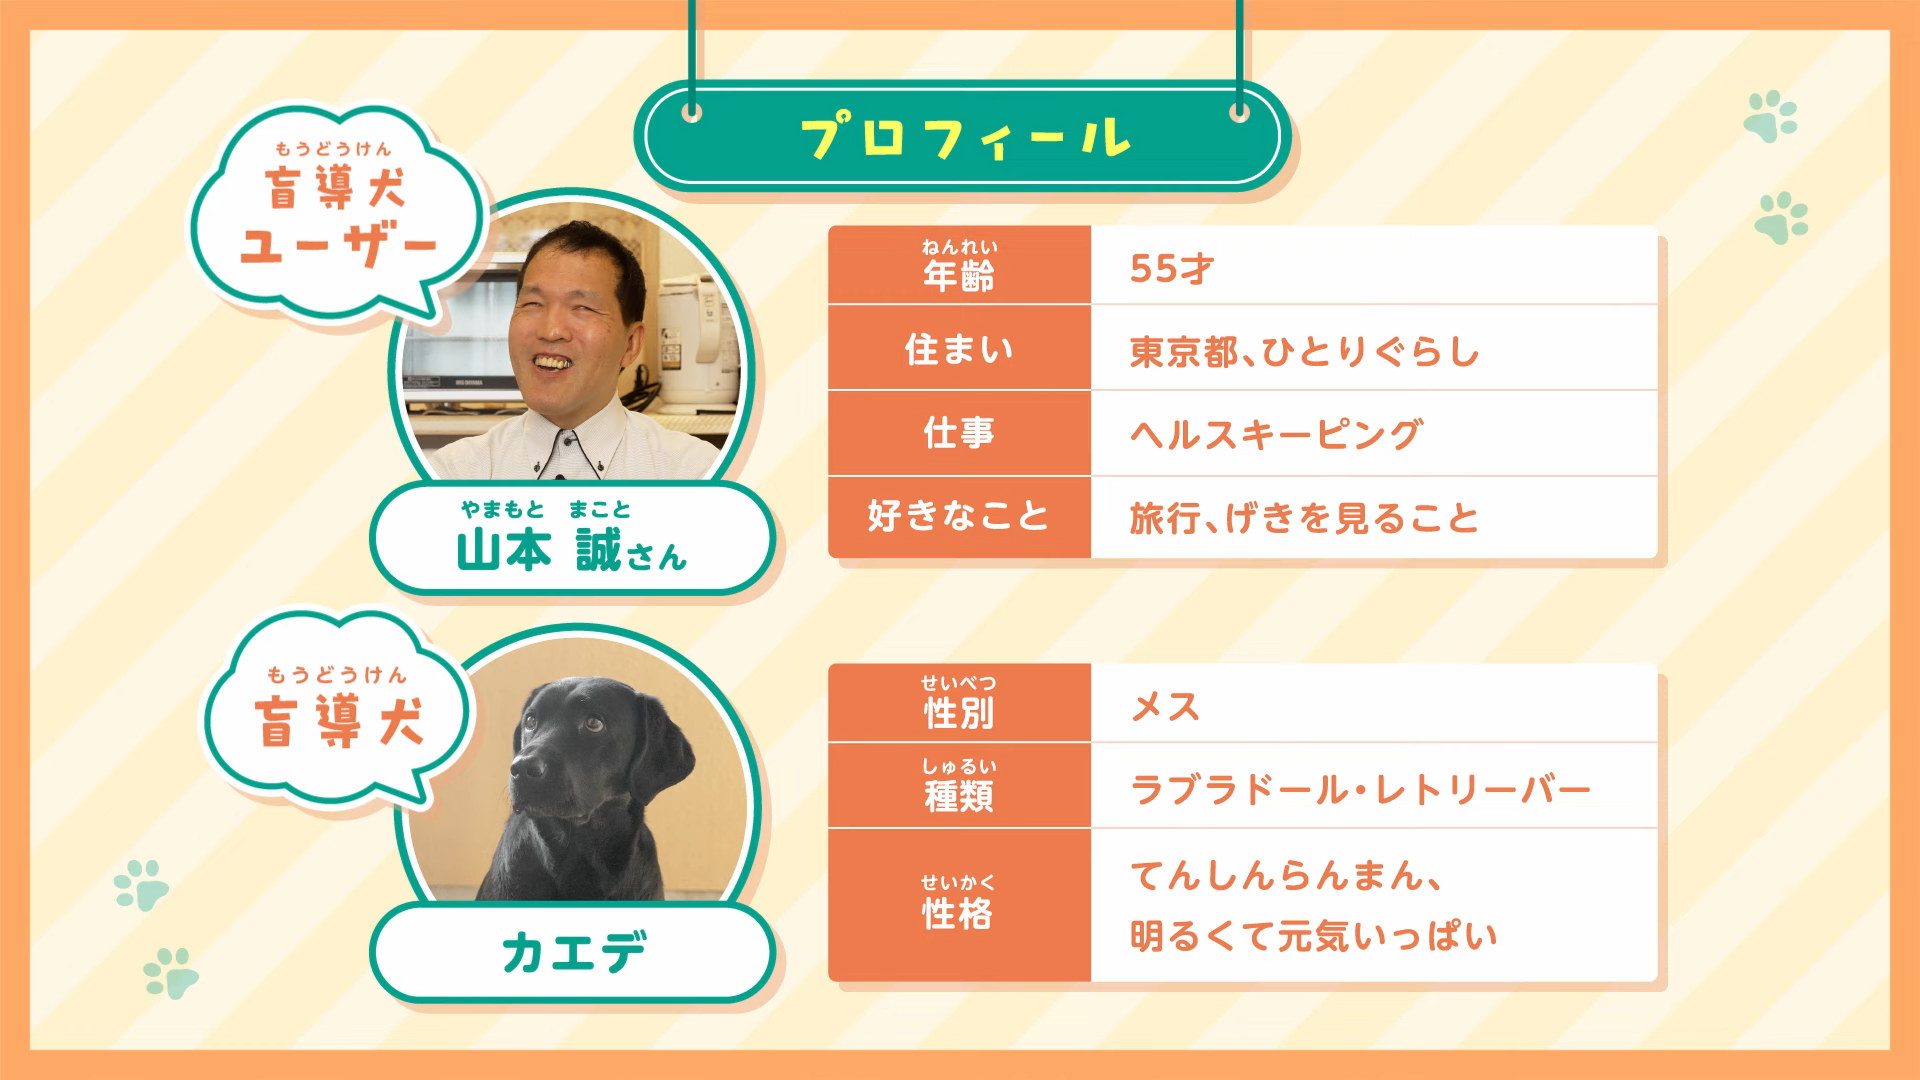 プロフィール
もうどうけん
盲導犬
ユーザー
やまもと まこと
山本 誠さん
ねんれい
年齢
55才
住まい
東京都、ひとりぐらし
仕事
ヘルスキーピング
好きなこと
旅行、げきを見ること
もうどうけん
盲導犬
カエデ
せいべつ
性別
メス
しゅるい
種類
ラブラドール・レトリーバー
せいかく
性格
てんしんらんまん、
明るくて元気いっぱい